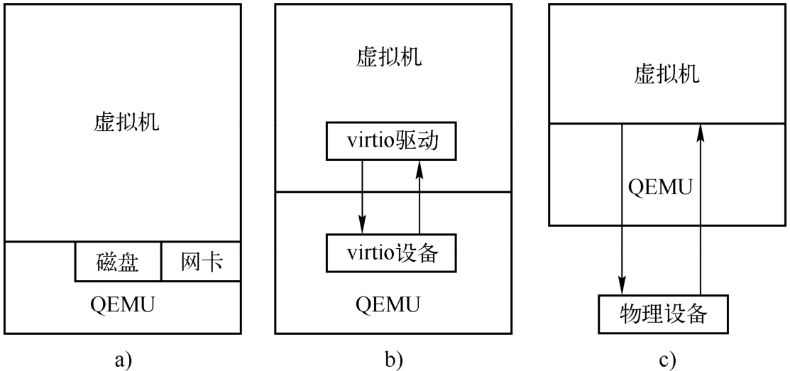 虚拟机
磁盘
网卡
QEMU
a)
虚拟机
virtio驱动
virtio设备
QEMU
b)
虚拟机
QEMU
物理设备
c)